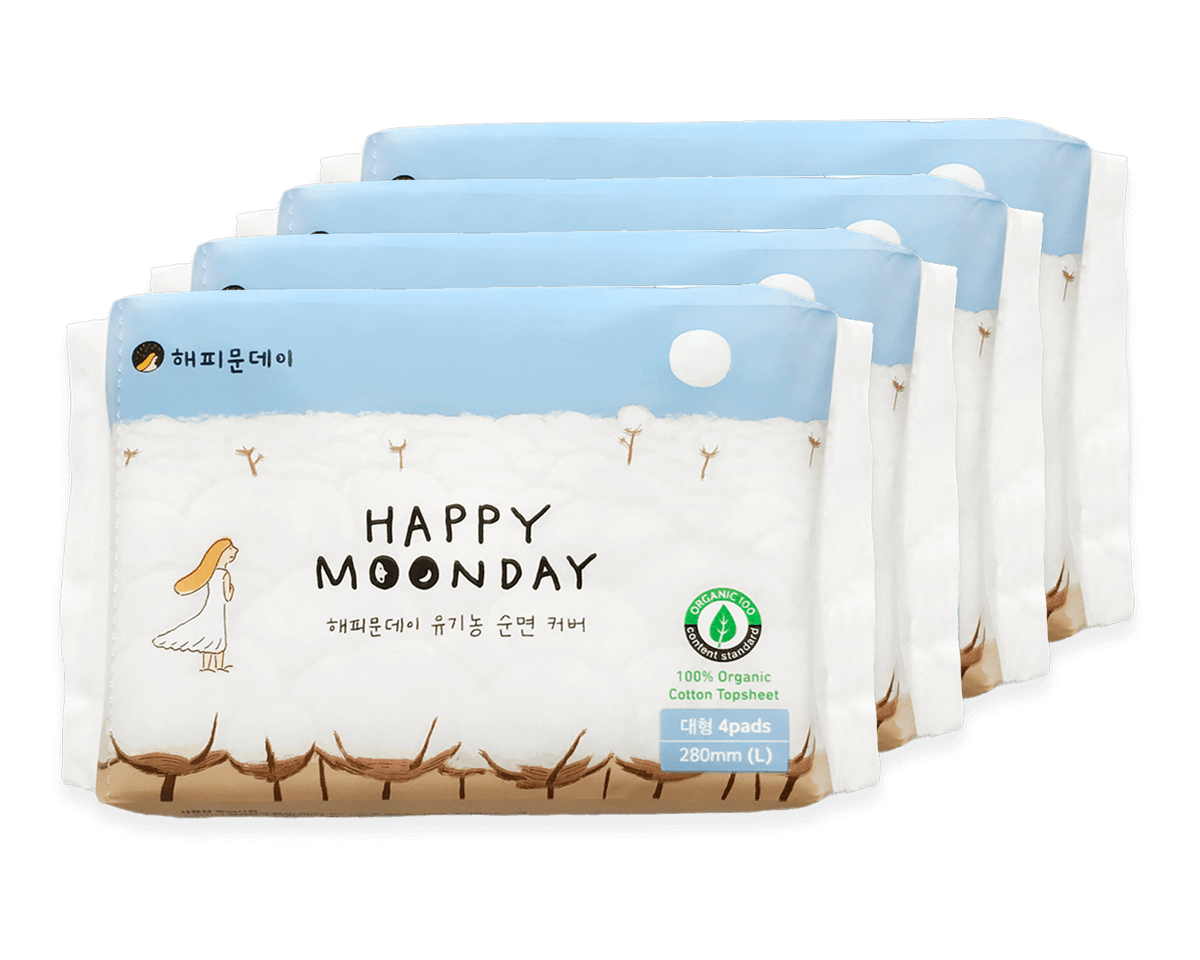 해피문데이
HAPPY
MOONDAY
해피문데이 유기농 순면 커버
ORGANIC 100
content standard
100% Organic
Cotton Topsheet
대형 4pads
280mm (L)